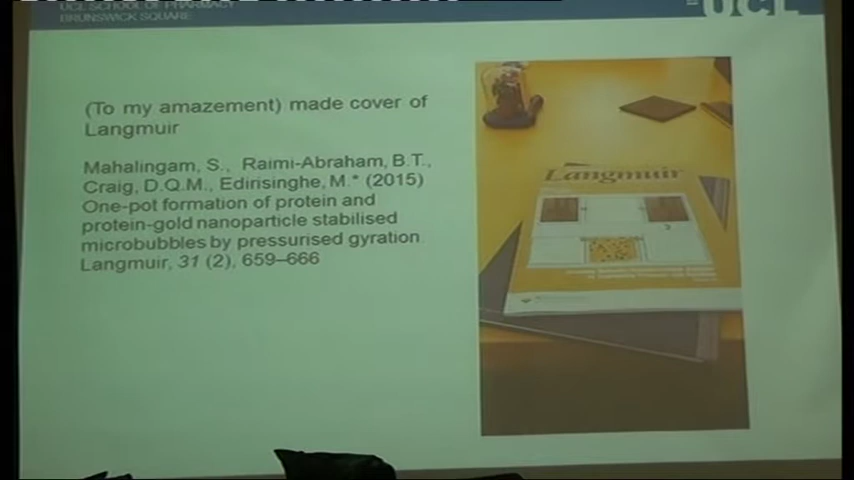 UCL SCHOOL OF PHARMACY
BRUNSWICK SQUARE
UCL
(To my amazement) made cover of
Langmuir
Mahalingam, S., Raimi-Abraham, B.T.,
Craig, D.Q.M., Edirisinghe, M.* (2015)
One-pot formation of protein and
protein-gold nanoparticle stabilised
microbubbles by pressurised gyration
Langmuir, 31 (2), 659–666
Langmuir